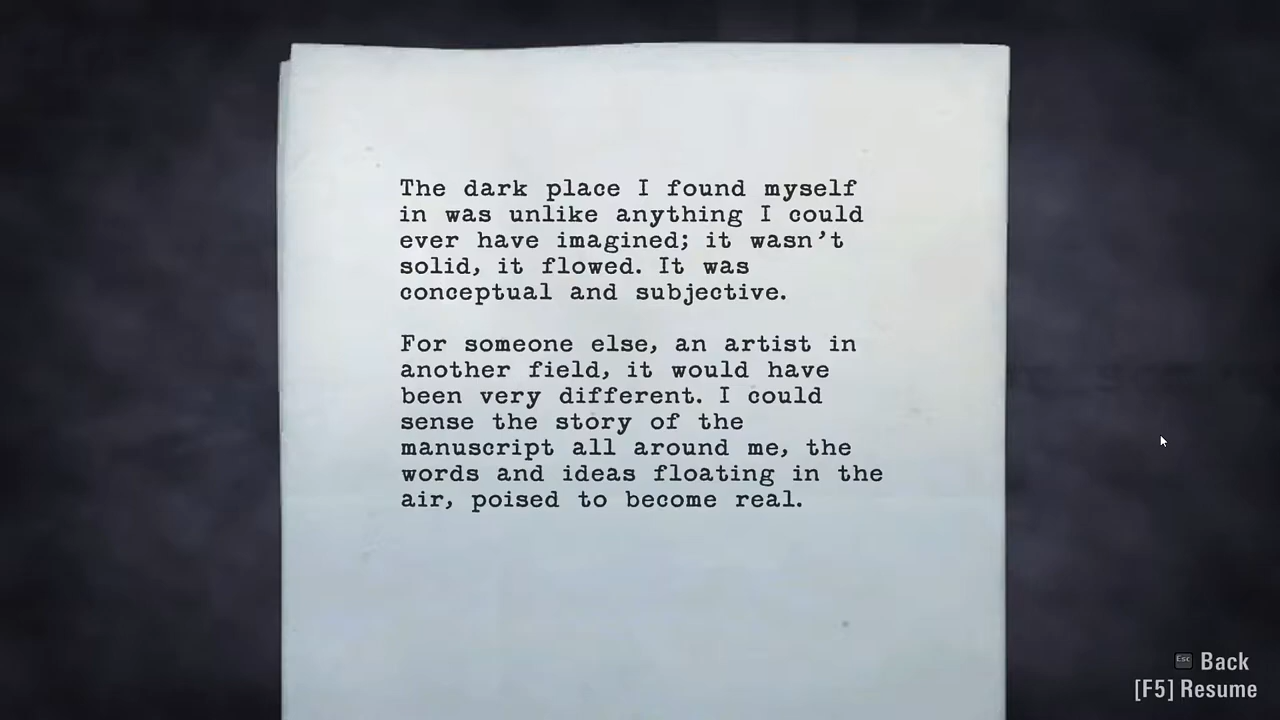 The dark place I found myself
in was unlike anything I could
ever have imagined; it wasn't
solid, it flowed. It was
conceptual and subjective.
For someone else, an artist in
another field, it would have
been very different. I could
sense the story of the
manuscript all around me, the
words and ideas floating in the
air, poised to become real.
Esc Back
[F5] Resume